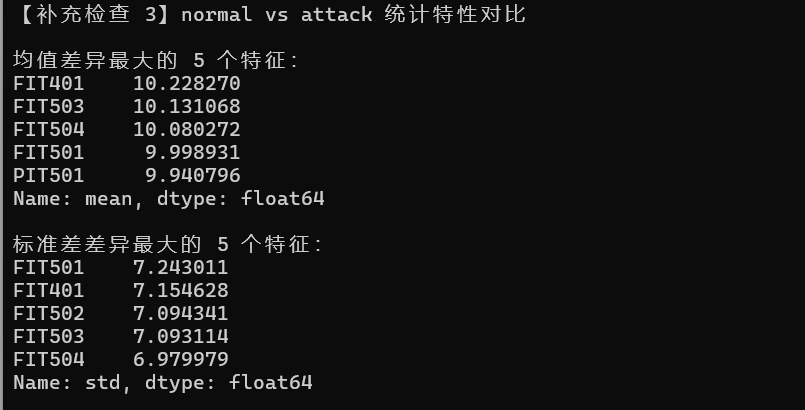 【补充检查 3】normal vs attack 统计特性对比
均值差异最大的 5 个特征:
FIT401    10.228270
FIT503    10.131068
FIT504    10.080272
FIT501     9.998931
PIT501     9.940796
Name: mean, dtype: float64
标准差差异最大的 5 个特征:
FIT501    7.243011
FIT401    7.154628
FIT502    7.094341
FIT503    7.093114
FIT504    6.979979
Name: std, dtype: float64